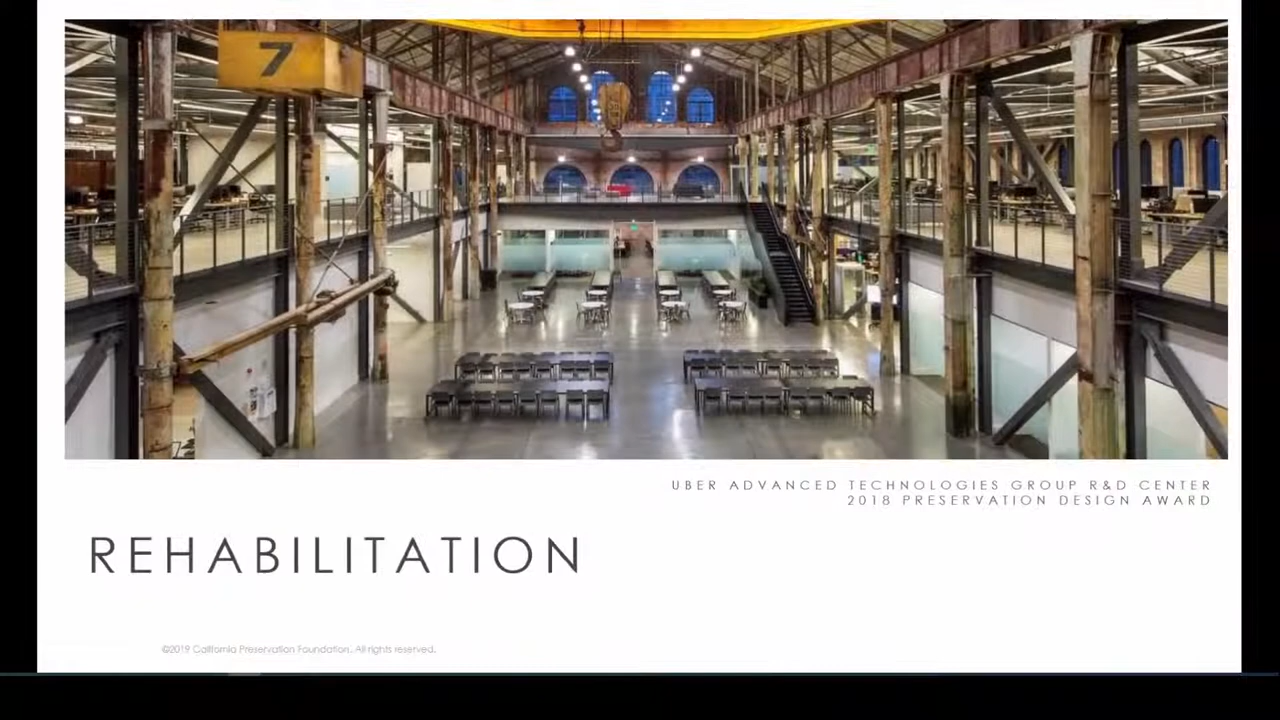 7
UBER ADVANCED TECHNOLOGIES GROUP R&D CENTER
2018 PRESERVATION DESIGN AWARD
REHABILITATION
©2019 California Preservation Foundation. All rights reserved.